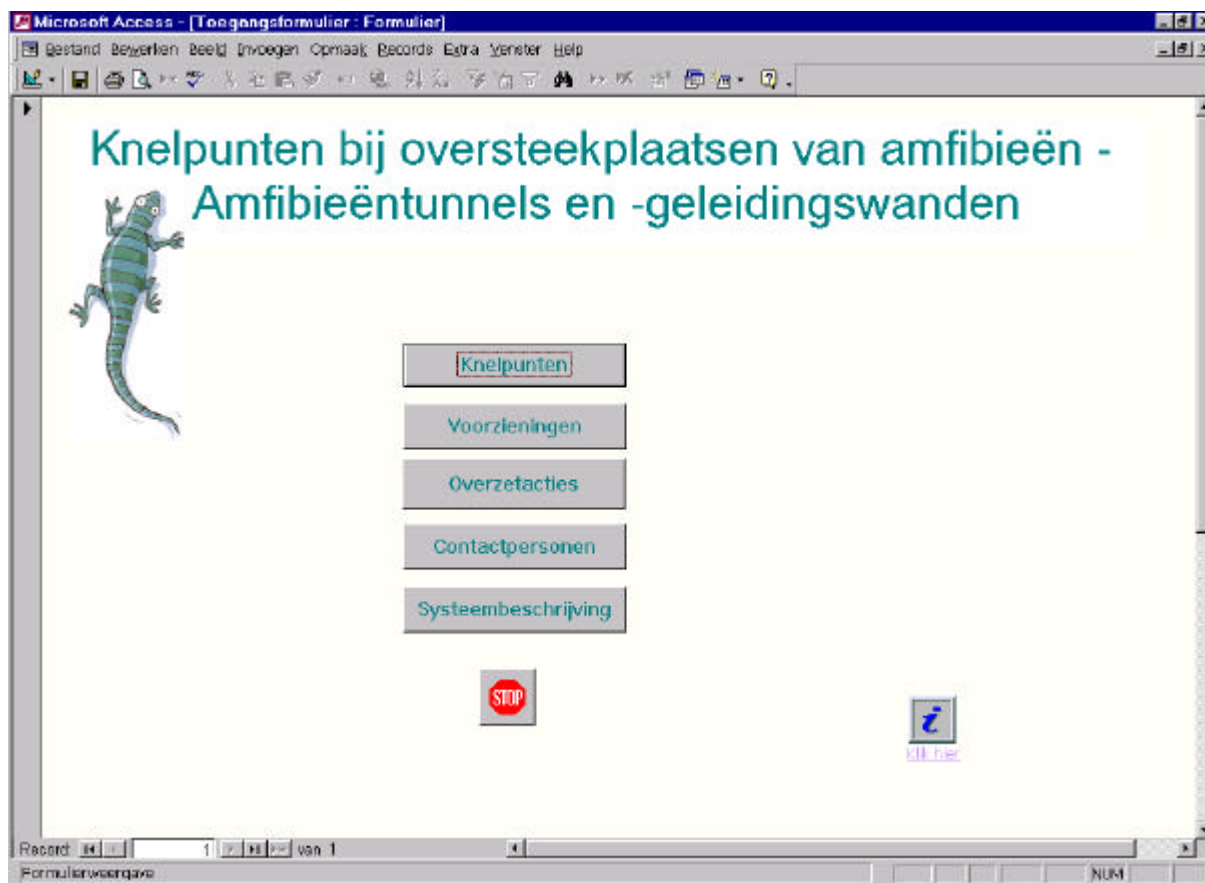 Microsoft Access - [Toegangsformulier : Formulier]
Bestand Bewerken Beeld Invoegen Opmaak Records Extra Venster Help
Knelpunten bij oversteekplaatsen van amfibieën -
Amfibieëntunnels en -geleidingswanden
Knelpunten
Voorzieningen
Overzetacties
Contactpersonen
Systeembeschrijving
STOP
i
Klik hier
Record: 1 van 1
Formulierweergave NUM